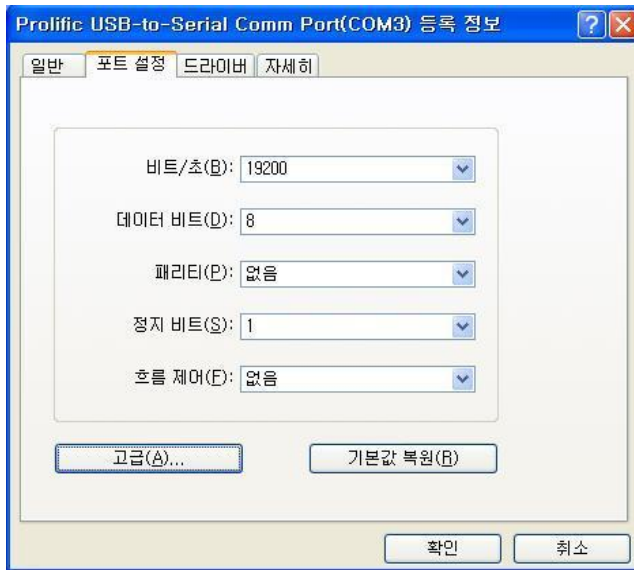 Prolific USB-to-Serial Comm Port(COM3) 등록 정보
일반 포트 설정 드라이버 자세히
비트/초(B): 19200
데이터 비트(D): 8
패리티(P): 없음
정지 비트(S): 1
흐름 제어(F): 없음
고급(A)... 기본값 복원(R)
확인 취소